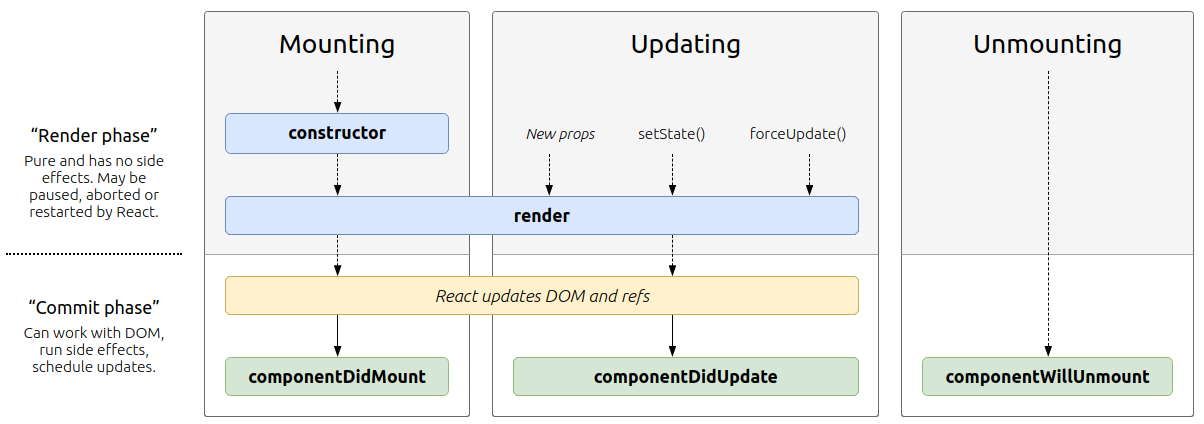 Mounting
Updating
Unmounting
“Render phase”
Pure and has no side
effects. May be
paused, aborted or
restarted by React.
constructor
New props
setState()
forceUpdate()
render
“Commit phase”
Can work with DOM,
run side effects,
schedule updates.
React updates DOM and refs
componentDidMount
componentDidUpdate
componentWillUnmount